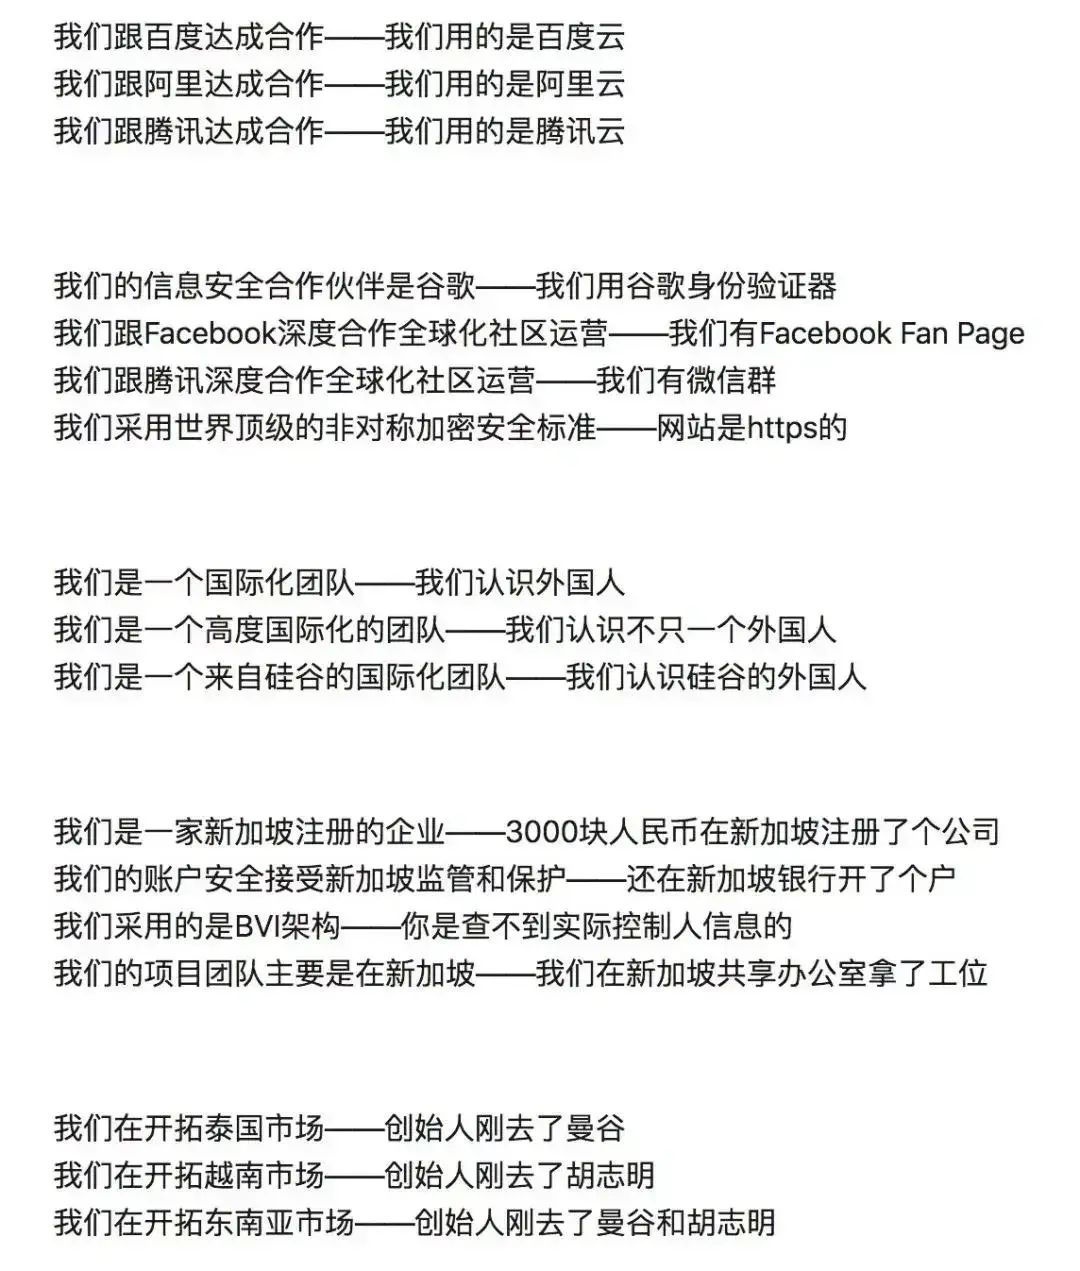 我们跟百度达成合作——我们用的是百度云
我们跟阿里达成合作——我们用的是阿里云
我们跟腾讯达成合作——我们用的是腾讯云
我们的信息安全合作伙伴是谷歌——我们用谷歌身份验证器
我们跟Facebook深度合作全球化社区运营——我们有Facebook Fan Page
我们跟腾讯深度合作全球化社区运营——我们有微信群
我们采用世界顶级的非对称加密安全标准——网站是https的
我们是一个国际化团队——我们认识外国人
我们是一个高度国际化的团队——我们认识不只一个外国人
我们是一个来自硅谷的国际化团队——我们认识硅谷的外国人
我们是一家新加坡注册的企业——3000块人民币在新加坡注册了个公司
我们的账户安全接受新加坡监管和保护——还在新加坡银行开了个户
我们采用的是BVI架构——你是查不到实际控制人信息的
我们的项目团队主要是在新加坡——我们在新加坡共享办公室拿了工位
我们在开拓泰国市场——创始人刚去了曼谷
我们在开拓越南市场——创始人刚去了胡志明
我们在开拓东南亚市场——创始人刚去了曼谷和胡志明